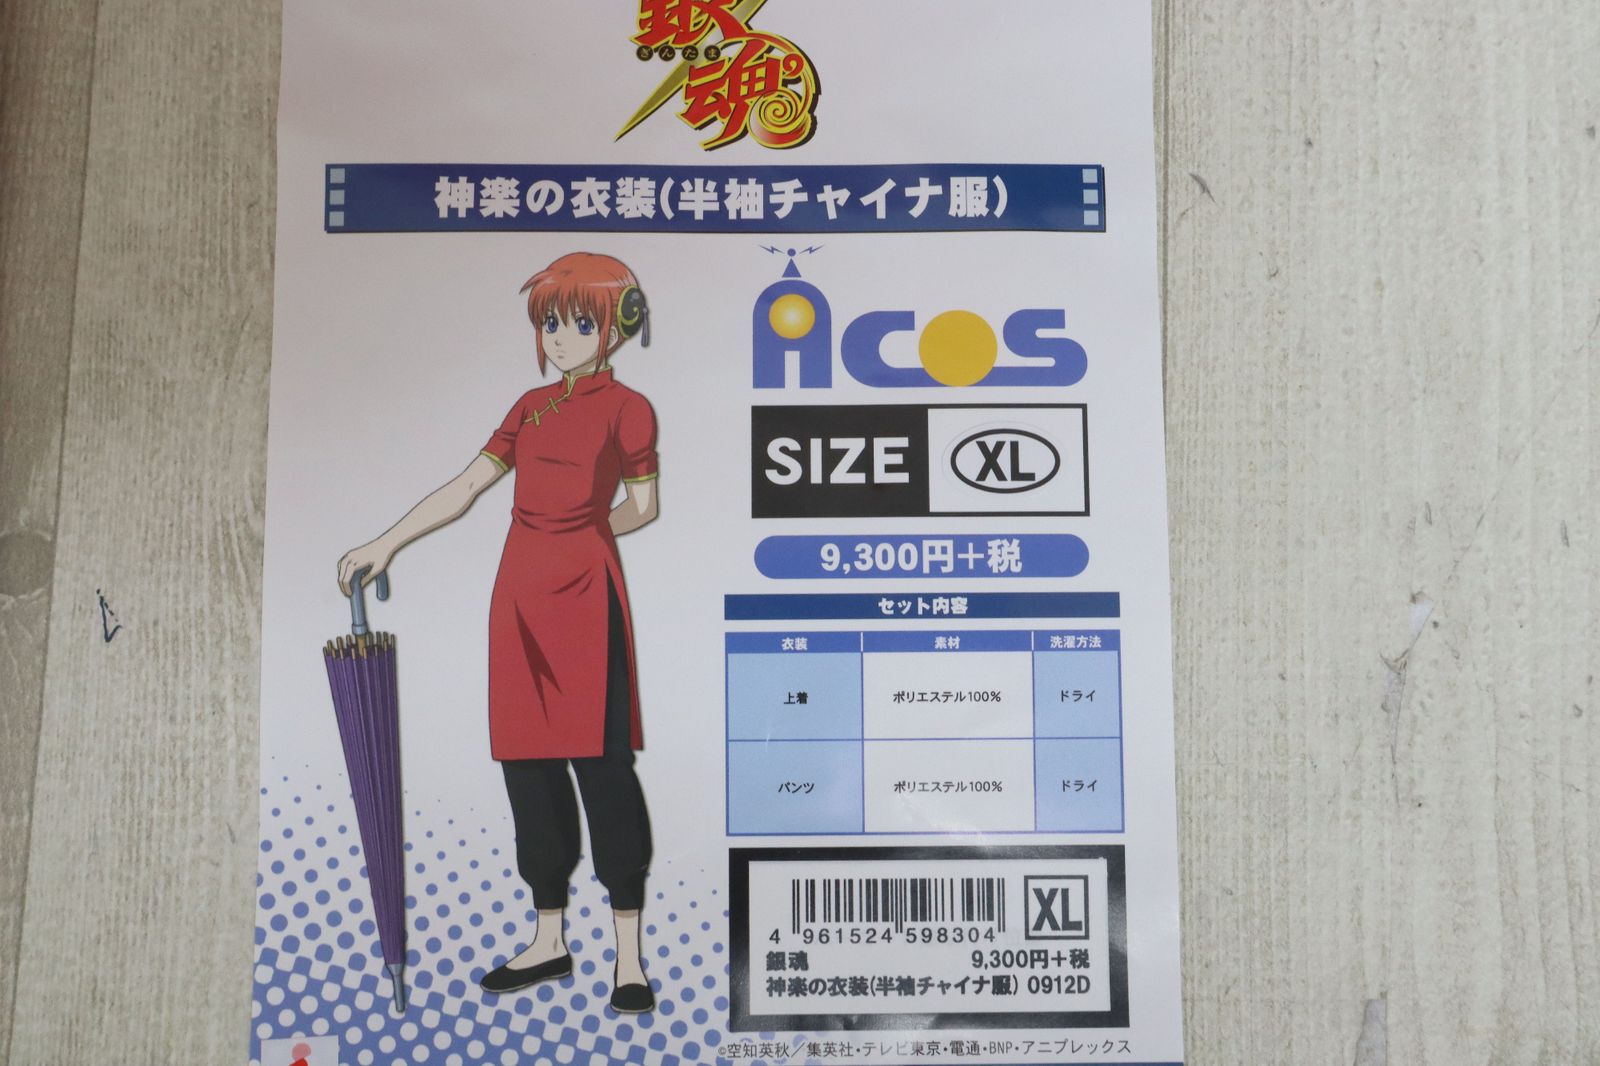 銀魂
ぎんたま
神楽の衣装(半袖チャイナ服)
ACOS
SIZE XL
9,300円+税
セット内容
衣装 素材 洗濯方法
上着 ポリエステル100% ドライ
パンツ ポリエステル100% ドライ
XL
4 961524 598304
銀魂 9,300円+税
神楽の衣装(半袖チャイナ服) 0912D
©空知英秋／集英社・テレビ東京・電通・BNP・アニプレックス